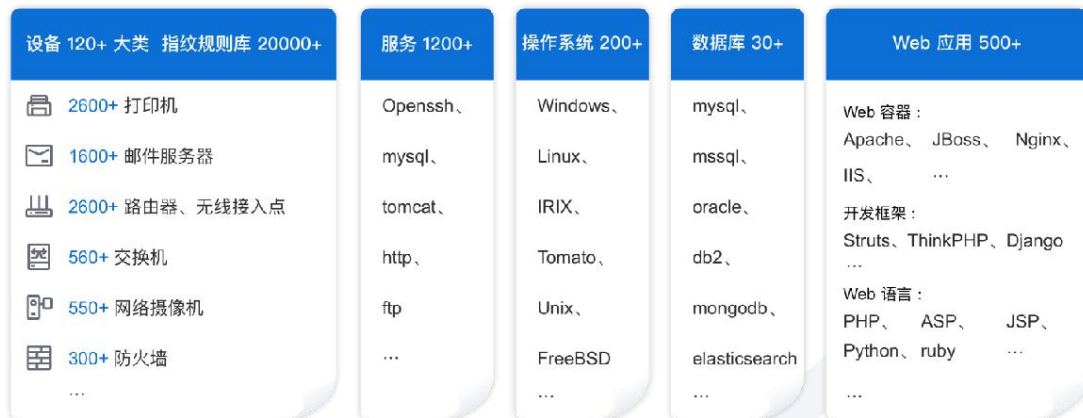 设备 120+ 大类 指纹规则库 20000+
2600+ 打印机
1600+ 邮件服务器
2600+ 路由器、无线接入点
560+ 交换机
550+ 网络摄像机
300+ 防火墙
…
服务 1200+
Openssh、
mysql、
tomcat、
http、
ftp
…
操作系统 200+
Windows、
Linux、
IRIX、
Tomato、
Unix、
FreeBSD
…
数据库 30+
mysql、
mssql、
oracle、
db2、
mongodb、
elasticsearch
…
Web 应用 500+
Web 容器：
Apache、 JBoss、 Nginx、
IIS、 …
开发框架：
Struts、ThinkPHP、Django
…
Web 语言：
PHP、 ASP、 JSP、
Python、ruby …
…